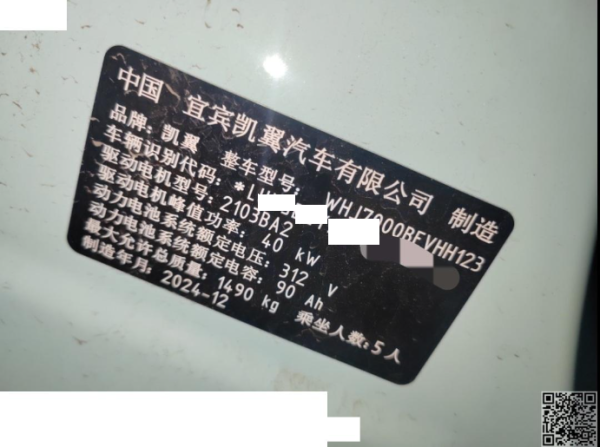 中国 宜宾凯翼汽车有限公司 制造
品牌: 凯翼 整车型号:
车辆识别代码: *L
驱动电机型号: 2103BA2
驱动电机峰值功率: 40 kW
动力电池系统额定电压: 312 V
动力电池系统额定电容: 90 Ah
最大允许总质量: 1490 kg 乘坐人数: 5人
制造年月: 2024-12